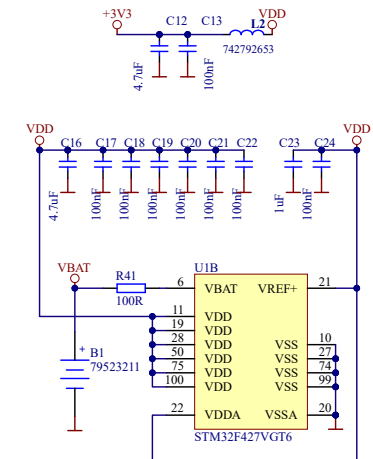 +3V3 C12 C13 L2 VDD
742792653
4.7uF 100nF
VDD VDD
C16 C17 C18 C19 C20 C21 C22 C23 C24
4.7uF 100nF 100nF 100nF 100nF 100nF 100nF 1uF 100nF
VBAT R41 U1B
100R
6 VBAT VREF+ 21
11 VDD
19 VDD
28 VDD VSS 10
50 VDD VSS 27
75 VDD VSS 74
100 VDD VSS 99
22 VDDA VSSA 20
+ B1
79523211
STM32F427VGT6